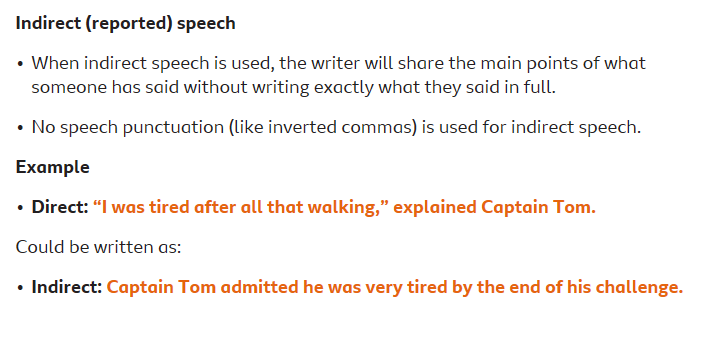 Indirect (reported) speech
• When indirect speech is used, the writer will share the main points of what
someone has said without writing exactly what they said in full.
• No speech punctuation (like inverted commas) is used for indirect speech.
Example
• Direct: “I was tired after all that walking,” explained Captain Tom.
Could be written as:
• Indirect: Captain Tom admitted he was very tired by the end of his challenge.